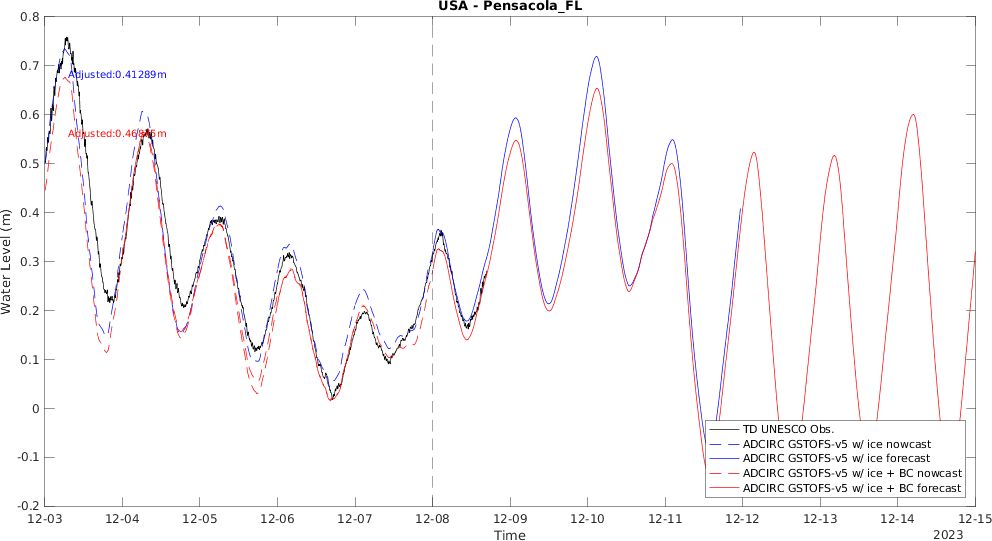 USA - Pensacola_FL
0.8
0.7
0.6
0.5
0.4
0.3
0.2
0.1
0
-0.1
-0.2
Water Level (m)
Adjusted:0.41289m
TD UNESCO Obs.
ADCIRC GSTOFS-v5 w/ ice nowcast
ADCIRC GSTOFS-v5 w/ ice forecast
ADCIRC GSTOFS-v5 w/ ice + BC nowcast
ADCIRC GSTOFS-v5 w/ ice + BC forecast
12-03 12-04 12-05 12-06 12-07 12-08 12-09 12-10 12-11 12-12 12-13 12-14 12-15
Time
2023